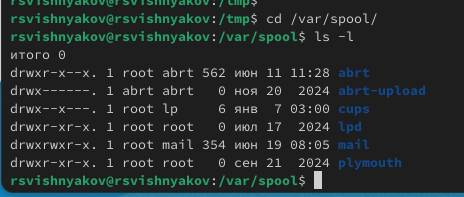 rsvishnyakov@rsvishnyakov:/tmp$
rsvishnyakov@rsvishnyakov:/tmp$ cd /var/spool/
rsvishnyakov@rsvishnyakov:/var/spool$ ls -l
итого 0
drwxr-x--x. 1 root abrt 562 июн 11 11:28 abrt
drwx------. 1 abrt abrt   0 ноя 20  2024 abrt-upload
drwx--x---. 1 root lp     6 янв  7 03:00 cups
drwxr-xr-x. 1 root root   0 июл 17  2024 lpd
drwxrwxr-x. 1 root mail 354 июн 19 08:05 mail
drwxr-xr-x. 1 root root   0 сен 21  2024 plymouth
rsvishnyakov@rsvishnyakov:/var/spool$